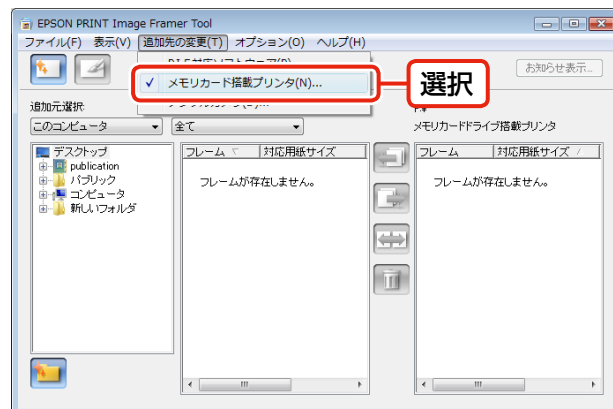 EPSON PRINT Image Framer Tool
ファイル(F) 表示(V) 追加先の変更(T) オプション(O) ヘルプ(H)
メモリカード搭載プリンタ(N)...
選択
お知らせ表示...
追加元選択:
このコンピュータ 全て
メモリカードドライブ搭載プリンタ
デスクトップ
publication
パブリック
コンピュータ
新しいフォルダ
フレーム 対応用紙サイズ
フレームが存在しません。
フレーム 対応用紙サイズ
フレームが存在しません。